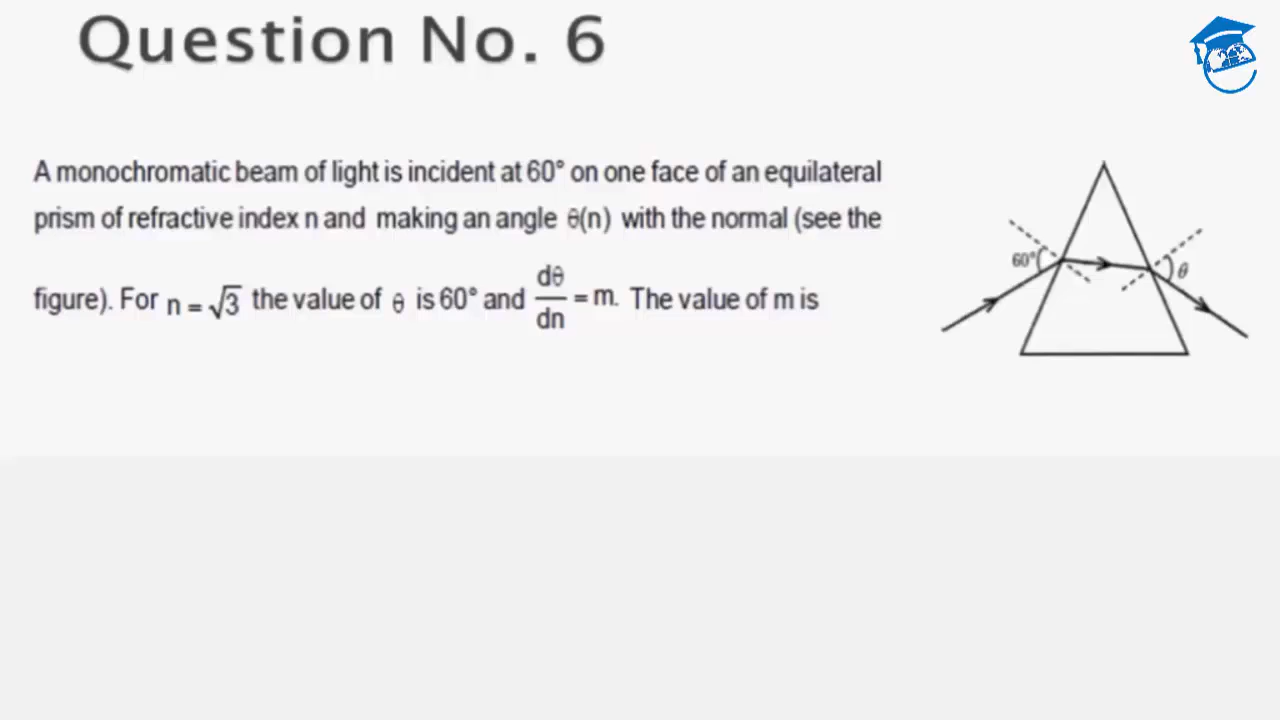 Question No. 6
A monochromatic beam of light is incident at 60° on one face of an equilateral
prism of refractive index n and making an angle θ(n) with the normal (see the
figure). For n = √3 the value of θ is 60° and dθ/dn = m. The value of m is
60°
θ